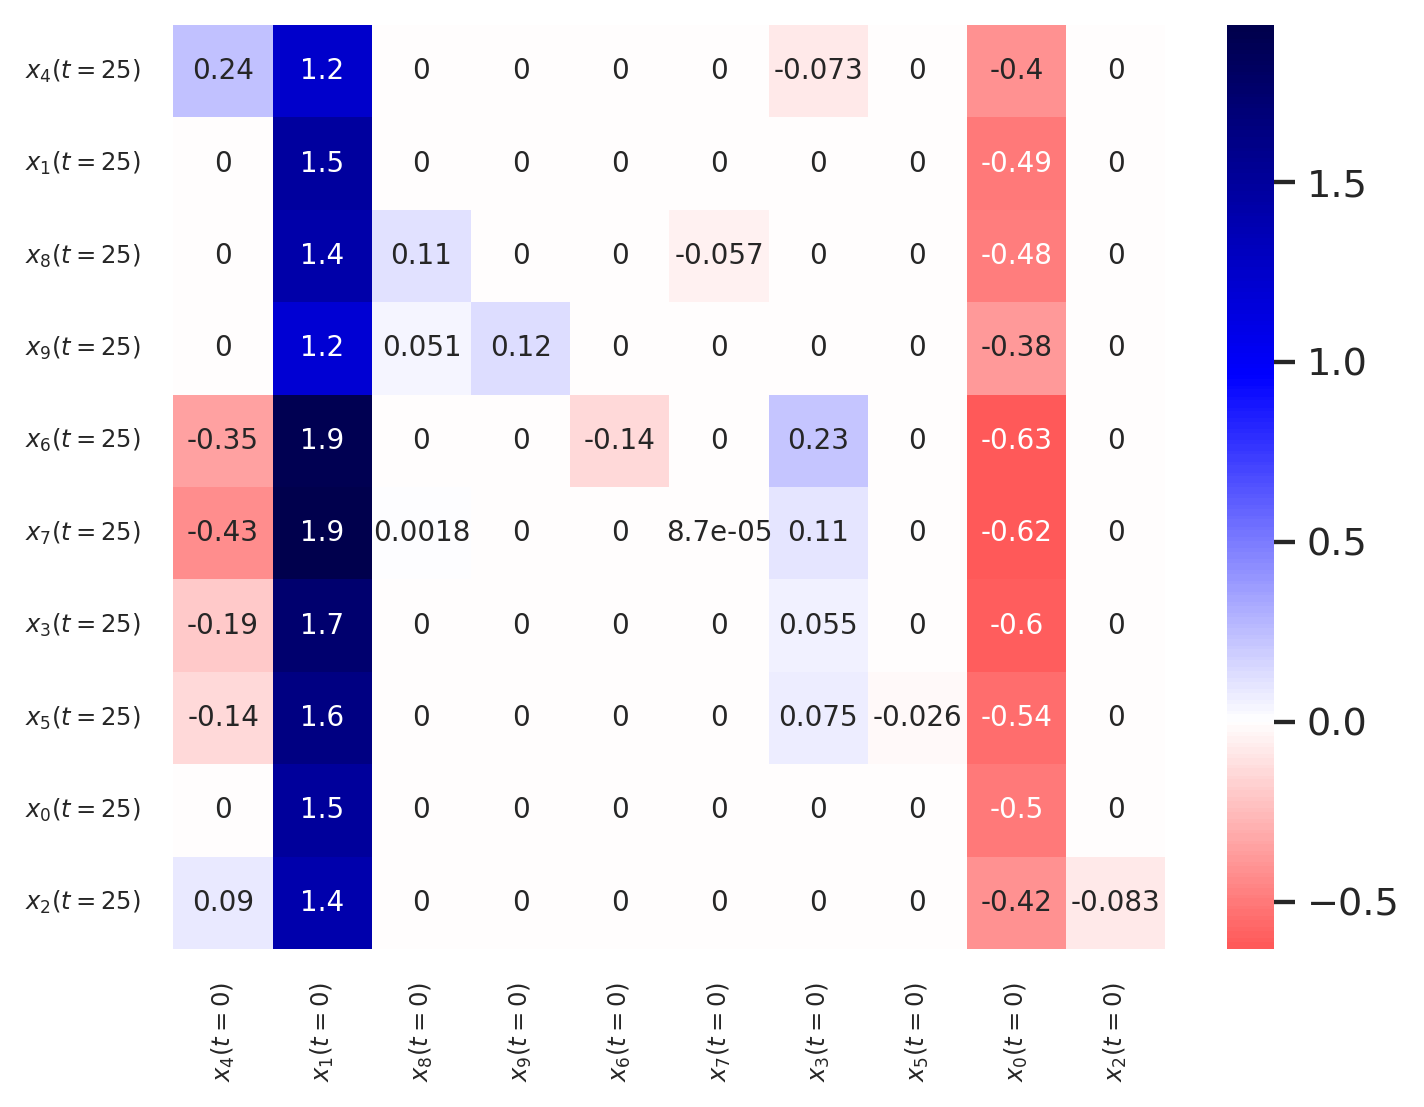 x₄(t = 25) 0.24 1.2 0 0 0 0 -0.073 0 -0.4 0
x₁(t = 25) 0 1.5 0 0 0 0 0 0 -0.49 0
x₈(t = 25) 0 1.4 0.11 0 0 -0.057 0 0 -0.48 0
x₉(t = 25) 0 1.2 0.051 0.12 0 0 0 0 -0.38 0
x₆(t = 25) -0.35 1.9 0 0 -0.14 0 0.23 0 -0.63 0
x₇(t = 25) -0.43 1.9 0.0018 0 0 8.7e-05 0.11 0 -0.62 0
x₃(t = 25) -0.19 1.7 0 0 0 0 0.055 0 -0.6 0
x₅(t = 25) -0.14 1.6 0 0 0 0 0.075 -0.026 -0.54 0
x₀(t = 25) 0 1.5 0 0 0 0 0 0 -0.5 0
x₂(t = 25) 0.09 1.4 0 0 0 0 0 0 -0.42 -0.083
x₄(t = 0) x₁(t = 0) x₈(t = 0) x₉(t = 0) x₆(t = 0) x₇(t = 0) x₃(t = 0) x₅(t = 0) x₀(t = 0) x₂(t = 0)
1.5
1.0
0.5
0.0
−0.5